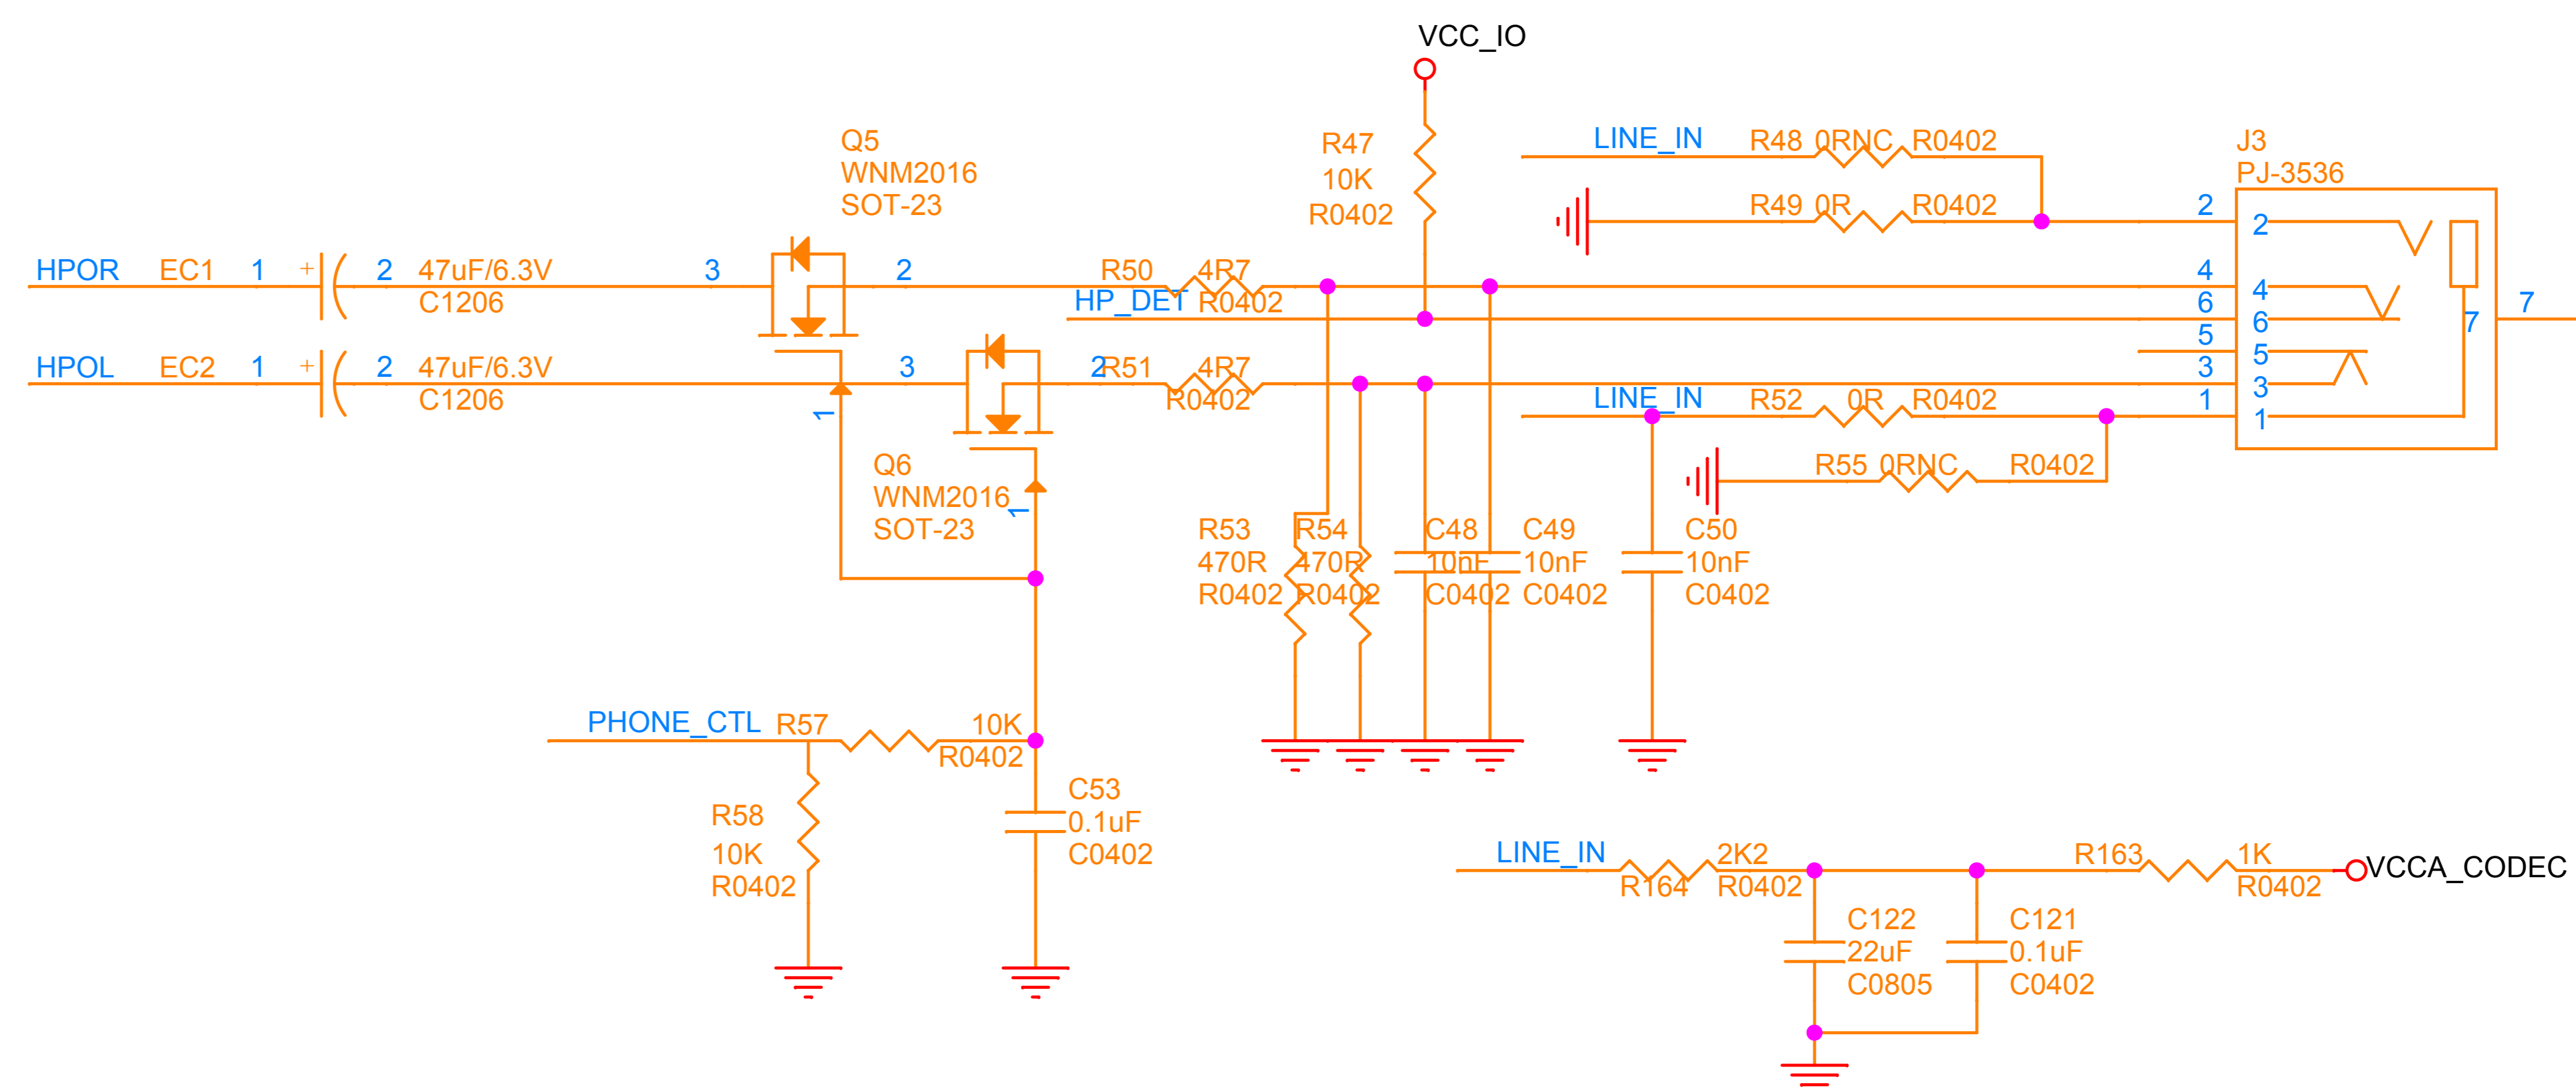 VCC_IO
Q5
WNM2016
SOT-23
R47
10K
R0402
LINE_IN R48 0RNC R0402
R49 0R R0402
J3
PJ-3536
2 2
HPOR EC1 1 + 2 47uF/6.3V 3 2 R50 4R7
C1206
HP_DET R0402
4 4
6 6
7 7
5 5
HPOL EC2 1 + 2 47uF/6.3V 3 2 R51 4R7
C1206
R0402
3 3
LINE_IN R52 0R R0402
1 1
1
Q6
WNM2016
SOT-23
1
R55 0RNC R0402
R53
470R
R0402
R54
470R
R0402
C48
10nF
C0402
C49
10nF
C0402
C50
10nF
C0402
PHONE_CTL R57 10K
R0402
R58
10K
R0402
C53
0.1uF
C0402
LINE_IN 2K2
R164 R0402
R163 1K
R0402
VCCA_CODEC
C122
22uF
C0805
C121
0.1uF
C0402